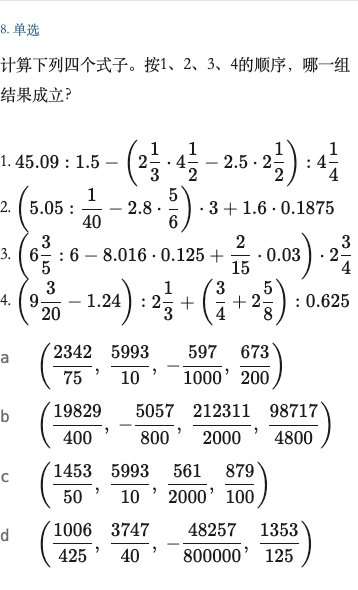 8. 单选
计算下列四个式子。按1、2、3、4的顺序，哪一组
结果成立？
1. 45.09 : 1.5 − (2 1/3 · 4 1/2 − 2.5 · 2 1/2) : 4 1/4
2. (5.05 : 1/40 − 2.8 · 5/6) · 3 + 1.6 · 0.1875
3. (6 3/5 : 6 − 8.016 · 0.125 + 2/15 · 0.03) · 2 3/4
4. (9 3/20 − 1.24) : 2 1/3 + (3/4 + 2 5/8) : 0.625
a (2342/75, 5993/10, − 597/1000, 673/200)
b (19829/400, − 5057/800, 212311/2000, 98717/4800)
c (1453/50, 5993/10, 561/2000, 879/100)
d (1006/425, 3747/40, − 48257/800000, 1353/125)